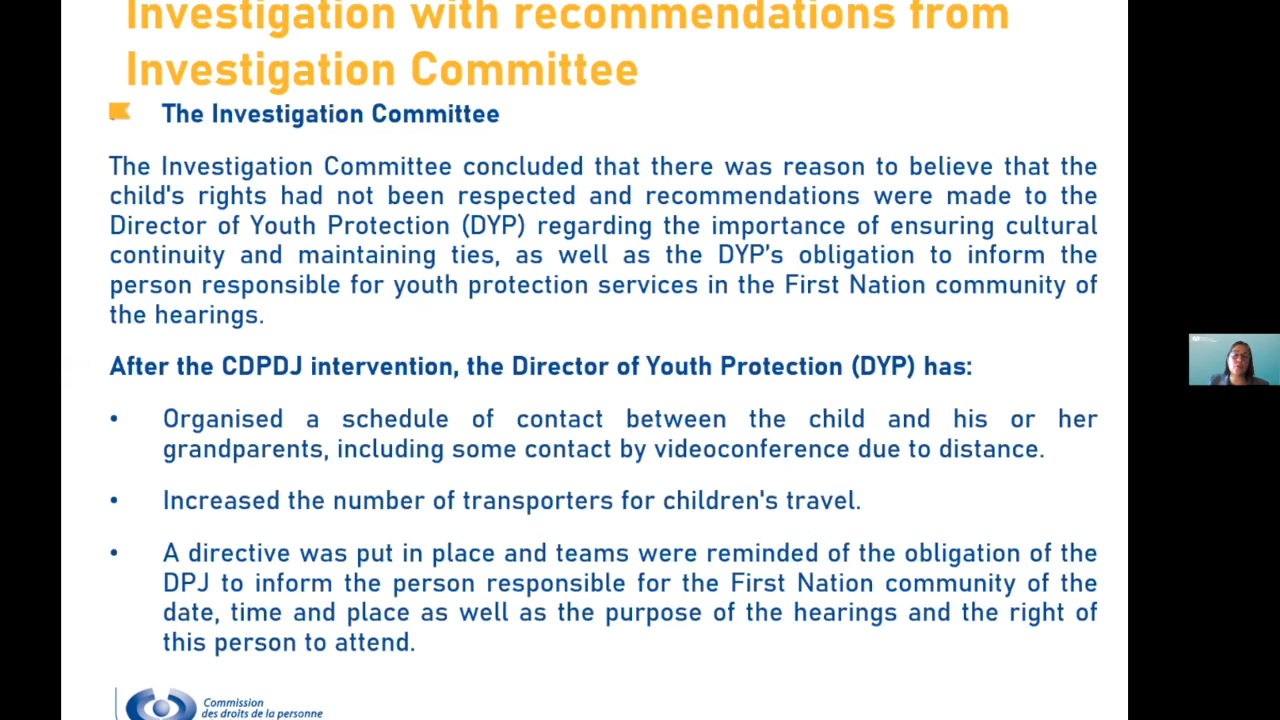 Investigation with recommendations from
Investigation Committee
The Investigation Committee
The Investigation Committee concluded that there was reason to believe that the
child's rights had not been respected and recommendations were made to the
Director of Youth Protection (DYP) regarding the importance of ensuring cultural
continuity and maintaining ties, as well as the DYP’s obligation to inform the
person responsible for youth protection services in the First Nation community of
the hearings.
After the CDPDJ intervention, the Director of Youth Protection (DYP) has:
• Organised a schedule of contact between the child and his or her
grandparents, including some contact by videoconference due to distance.
• Increased the number of transporters for children's travel.
• A directive was put in place and teams were reminded of the obligation of the
DPJ to inform the person responsible for the First Nation community of the
date, time and place as well as the purpose of the hearings and the right of
this person to attend.
Commission
des droits de la personne